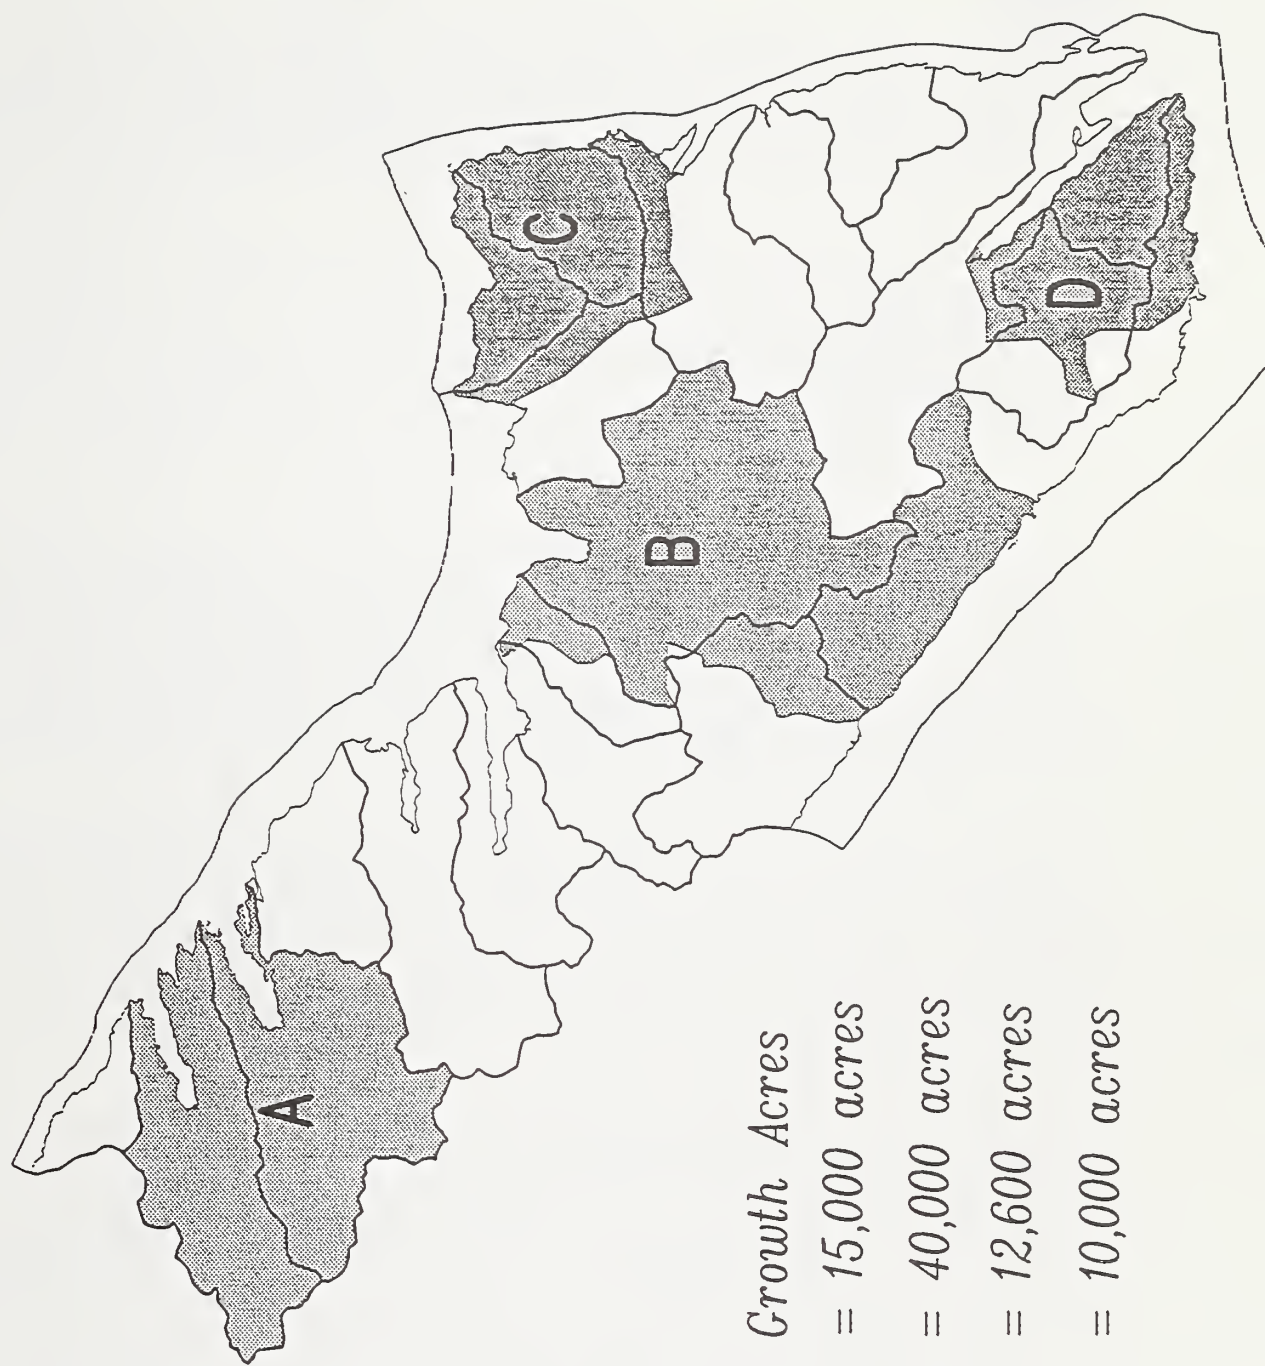 A
B
C
D
Growth Acres
= 15,000 acres
= 40,000 acres
= 12,600 acres
= 10,000 acres